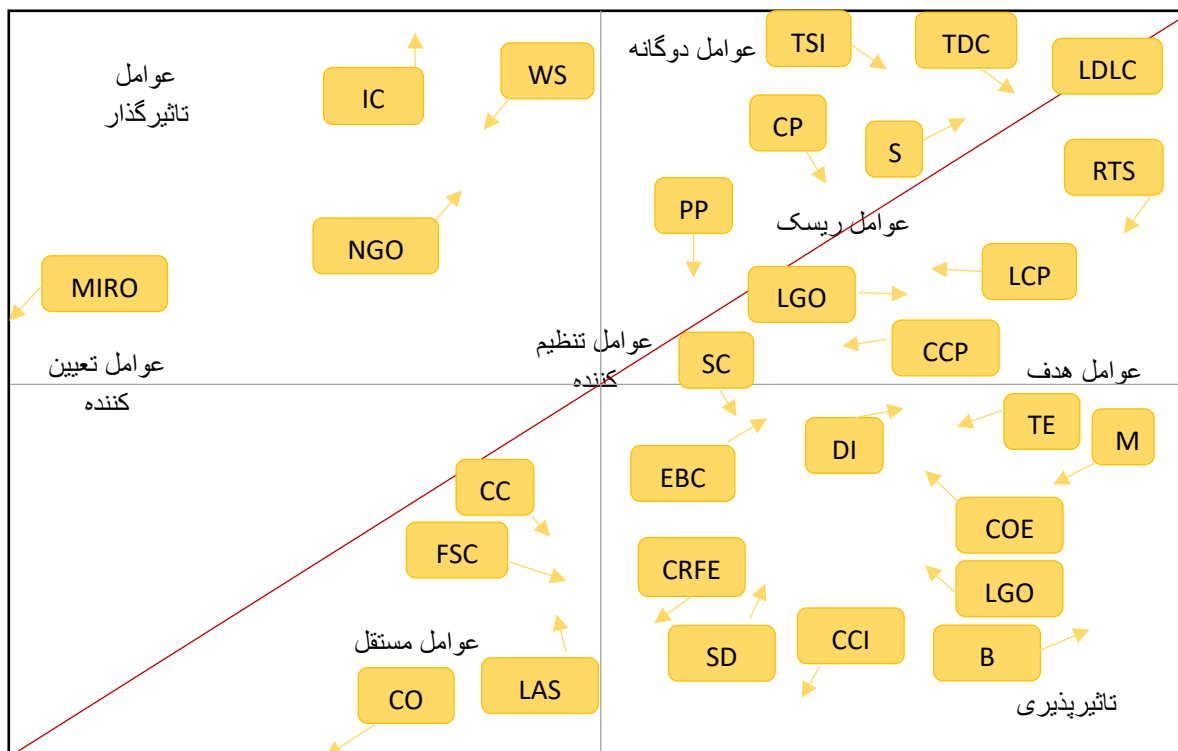 عوامل دوگانه
TSI
TDC
LDLC
عوامل
تاثیرگذار
IC
WS
CP
S
RTS
PP
عوامل ریسک
NGO
MIRO
LCP
LGO
CCP
عوامل تنظیم
کننده
SC
عوامل تعیین
کننده
عوامل هدف
TE
M
DI
EBC
CC
COE
FSC
CRFE
LGO
عوامل مستقل
SD
CCI
B
CO
LAS
تاثیرپذیری